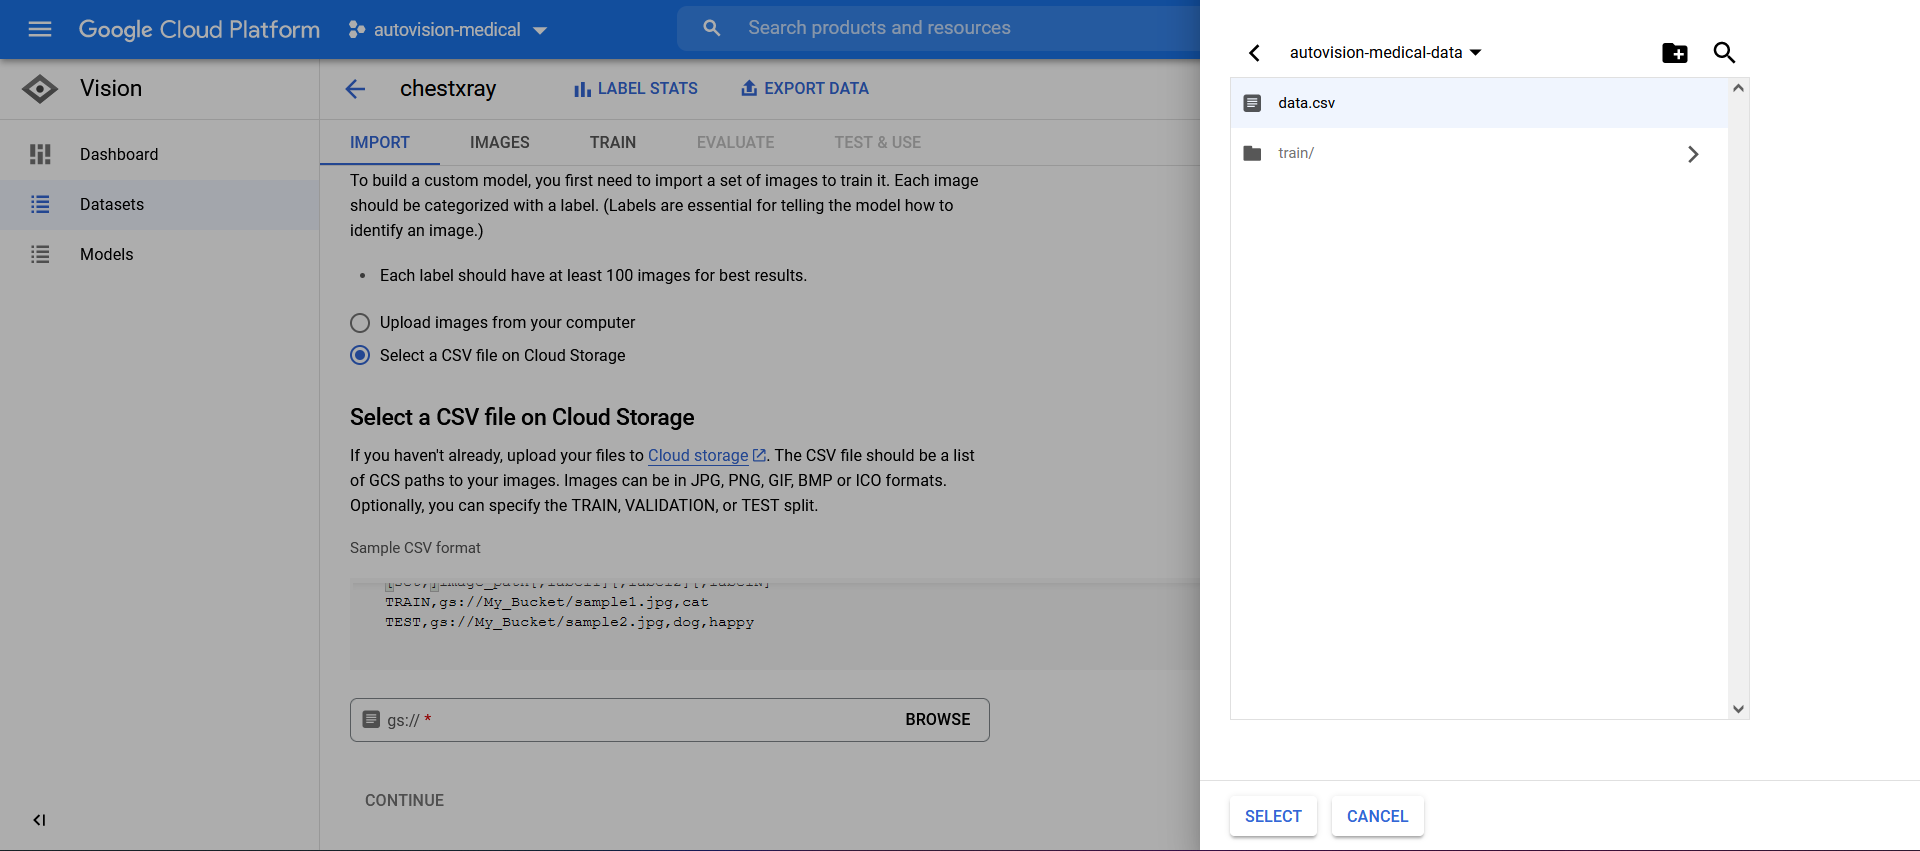 Google Cloud Platform
autovision-medical
Search products and resources
Vision
chestxray
LABEL STATS
EXPORT DATA
Dashboard
Datasets
Models
IMPORT
IMAGES
TRAIN
EVALUATE
TEST & USE
To build a custom model, you first need to import a set of images to train it. Each image
should be categorized with a label. (Labels are essential for telling the model how to
identify an image.)
• Each label should have at least 100 images for best results.
Upload images from your computer
Select a CSV file on Cloud Storage
Select a CSV file on Cloud Storage
If you haven't already, upload your files to Cloud storage. The CSV file should be a list
of GCS paths to your images. Images can be in JPG, PNG, GIF, BMP or ICO formats.
Optionally, you can specify the TRAIN, VALIDATION, or TEST split.
Sample CSV format
TRAIN,gs://My_Bucket/sample1.jpg,cat
TEST,gs://My_Bucket/sample2.jpg,dog,happy
gs:// *
BROWSE
CONTINUE
autovision-medical-data
data.csv
train/
SELECT
CANCEL